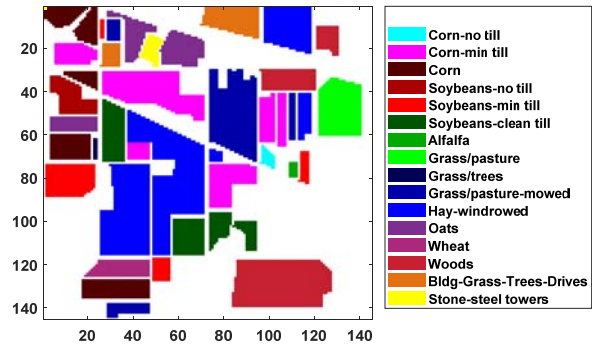 20
40
60
80
100
120
140
20 40 60 80 100 120 140
Corn-no till
Corn-min till
Corn
Soybeans-no till
Soybeans-min till
Soybeans-clean till
Alfalfa
Grass/pasture
Grass/trees
Grass/pasture-mowed
Hay-windrowed
Oats
Wheat
Woods
Bldg-Grass-Trees-Drives
Stone-steel towers